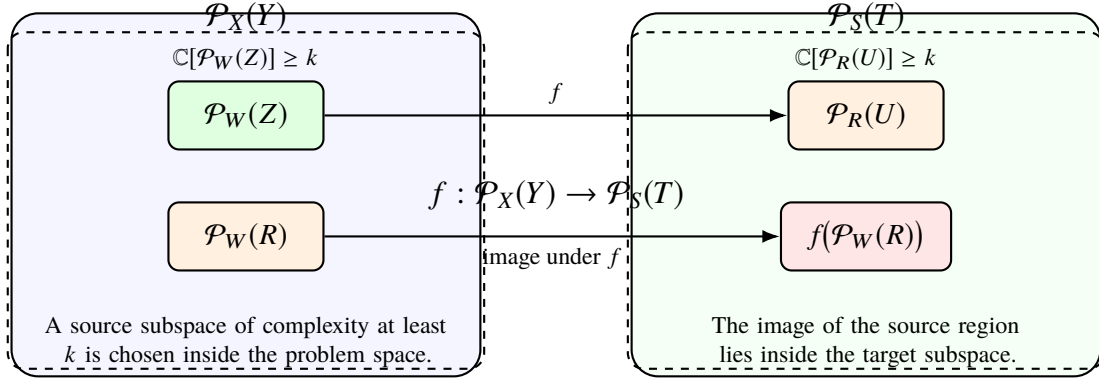 𝒫_X(Y)
𝒫_S(T)
ℂ[𝒫_W(Z)] ≥ k
ℂ[𝒫_R(U)] ≥ k
𝒫_W(Z)
f
𝒫_R(U)
f : 𝒫_X(Y) → 𝒫_S(T)
𝒫_W(R)
image under f
f(𝒫_W(R))
A source subspace of complexity at least
k is chosen inside the problem space.
The image of the source region
lies inside the target subspace.